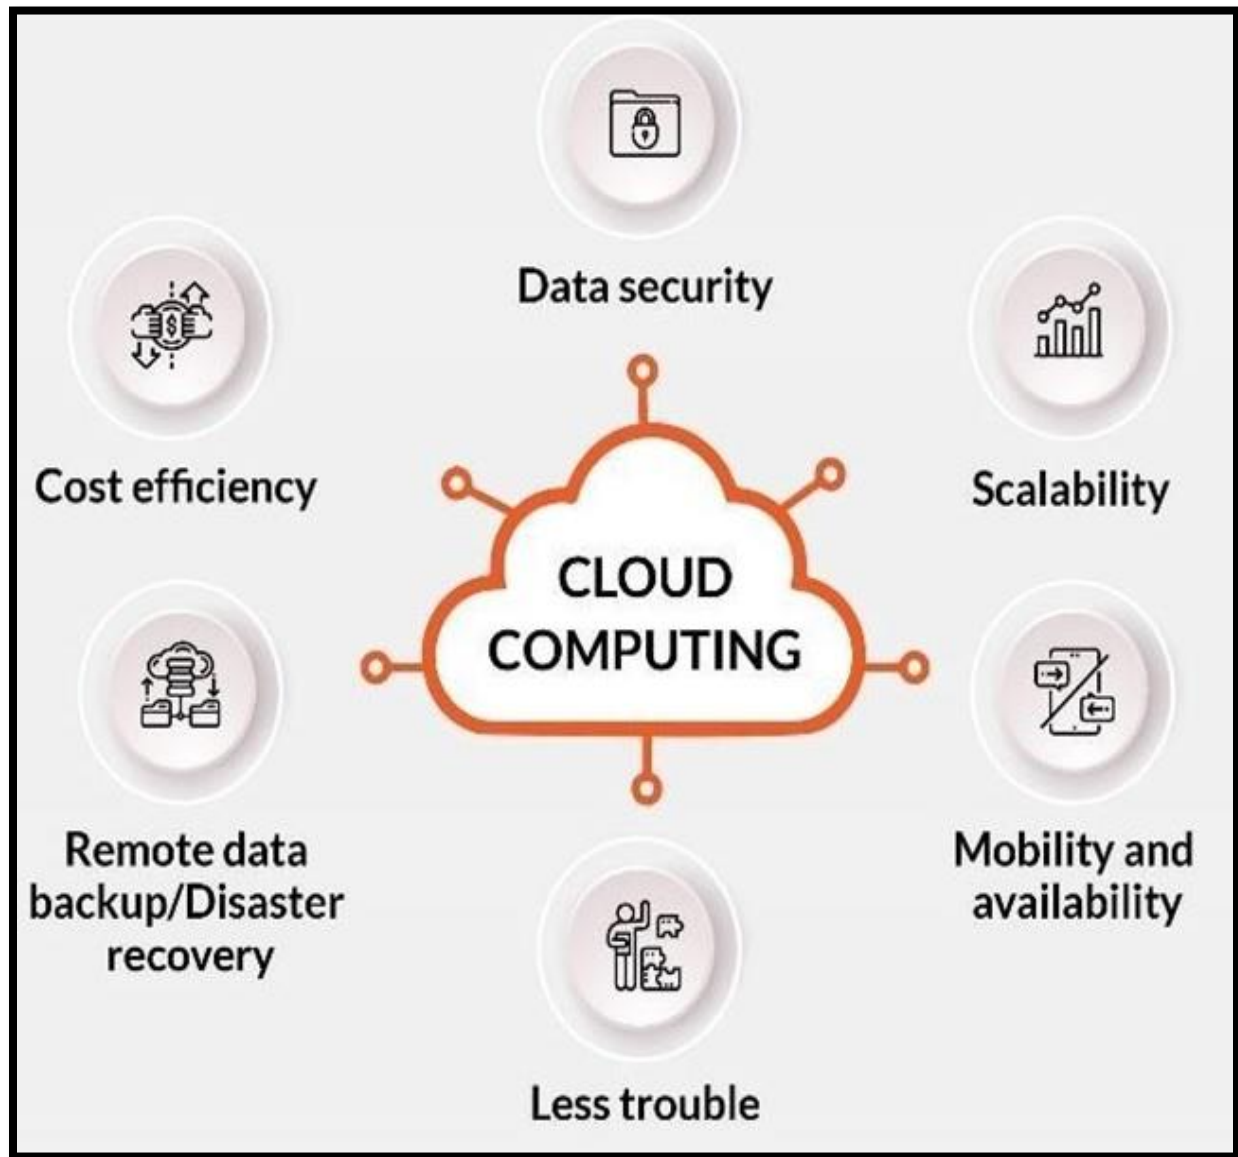 Data security
Cost efficiency
Scalability
CLOUD
COMPUTING
Remote data
backup/Disaster
recovery
Mobility and
availability
Less trouble